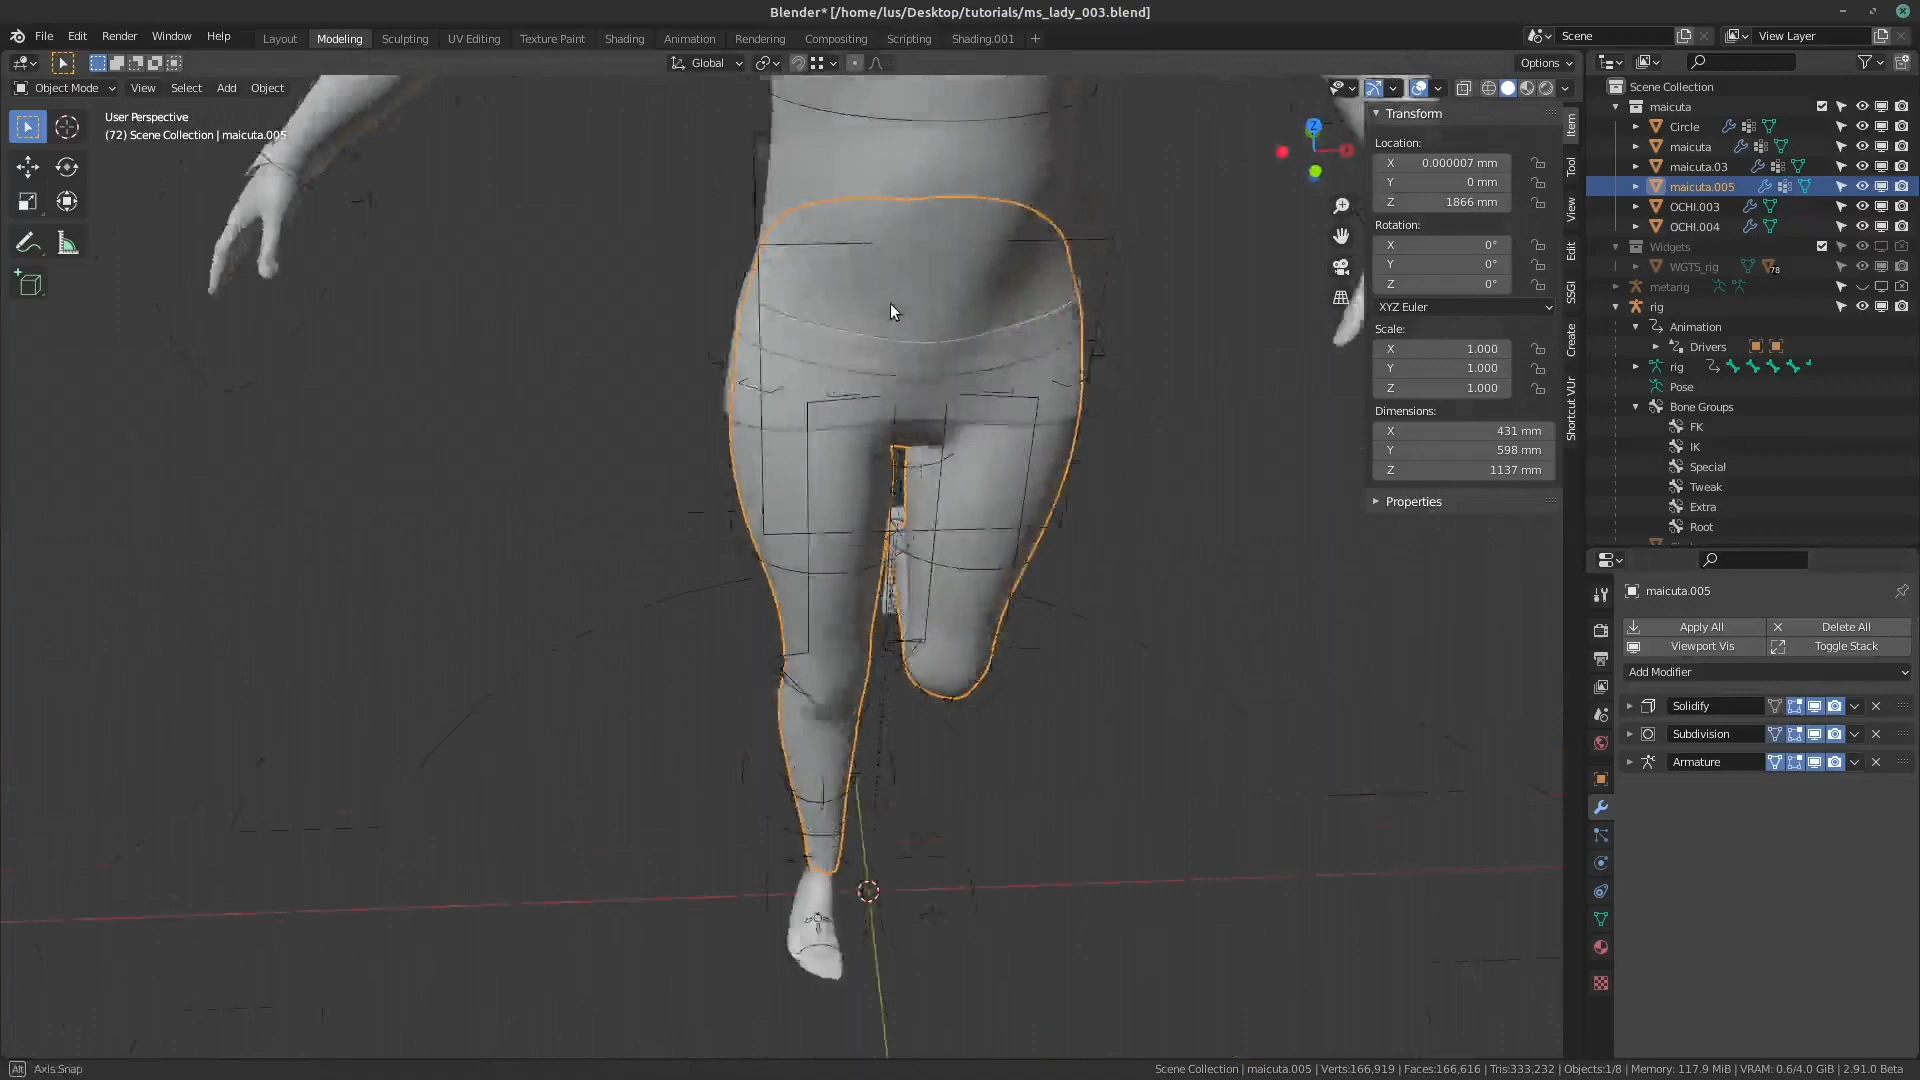 Blender* [/home/lus/Desktop/tutorials/ms_lady_003.blend]
File Edit Render Window Help
Layout Modeling Sculpting UV Editing Texture Paint Shading Animation Rendering Compositing Scripting Shading.001 +
Scene
View Layer
Global
Options
Object Mode View Select Add Object
User Perspective
(72) Scene Collection | maicuta.005
Z
Transform
Location:
X 0.000007 mm
Y 0 mm
Z 1866 mm
Rotation:
X 0°
Y 0°
Z 0°
XYZ Euler
Scale:
X 1.000
Y 1.000
Z 1.000
Dimensions:
X 431 mm
Y 598 mm
Z 1137 mm
Properties
Item
Tool
View
Edit
SSGI
Create
Shortcut VUr
Scene Collection
maicuta
Circle
maicuta
maicuta.03
maicuta.005
OCHI.003
OCHI.004
Widgets
WGTS_rig 78
metarig
rig
Animation
Drivers
rig
Pose
Bone Groups
FK
IK
Special
Tweak
Extra
Root
maicuta.005
Apply All Delete All
Viewport Vis Toggle Stack
Add Modifier
Solidify
Subdivision
Armature
Alt Axis Snap
Scene Collection | maicuta.005 | Verts:166,919 | Faces:166,616 | Tris:333,232 | Objects:1/8 | Memory: 117.9 MiB | VRAM: 0.6/4.0 GiB | 2.91.0 Beta